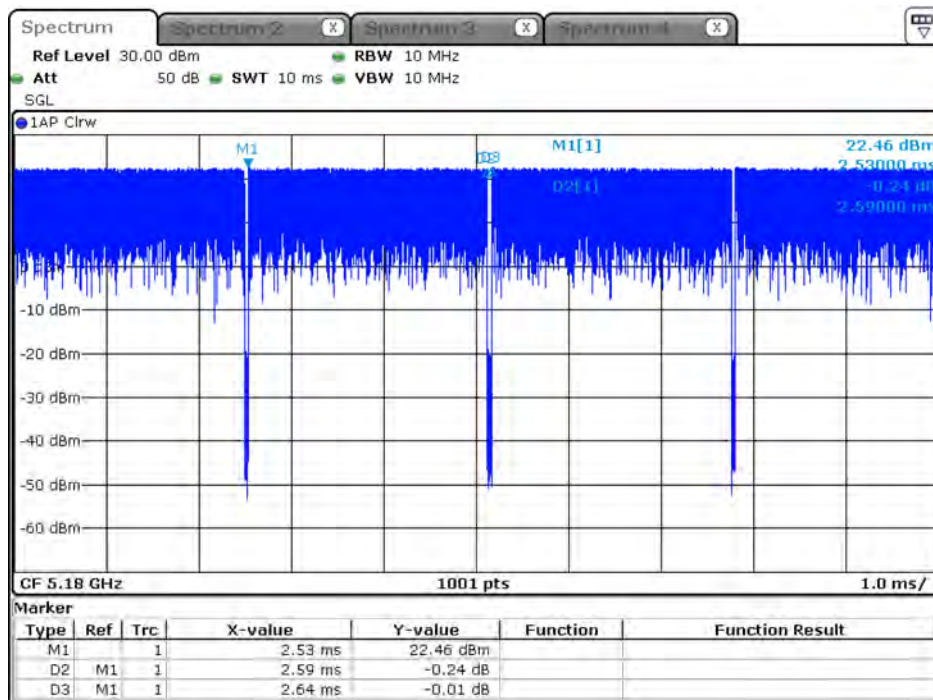 Spectrum Spectrum 2 X Spectrum 3 X Spectrum 4 X
Ref Level 30.00 dBm RBW 10 MHz
Att 50 dB SWT 10 ms VBW 10 MHz
SGL
1AP Clrw
M1 M1[1] 22.46 dBm
2.53000 ms
D2[1] -0.24 dB
2.59000 ms
-10 dBm
-20 dBm
-30 dBm
-40 dBm
-50 dBm
-60 dBm
CF 5.18 GHz 1001 pts 1.0 ms/
Marker
Type Ref Trc X-value Y-value Function Function Result
M1 1 2.53 ms 22.46 dBm
D2 M1 1 2.59 ms -0.24 dB
D3 M1 1 2.64 ms -0.01 dB